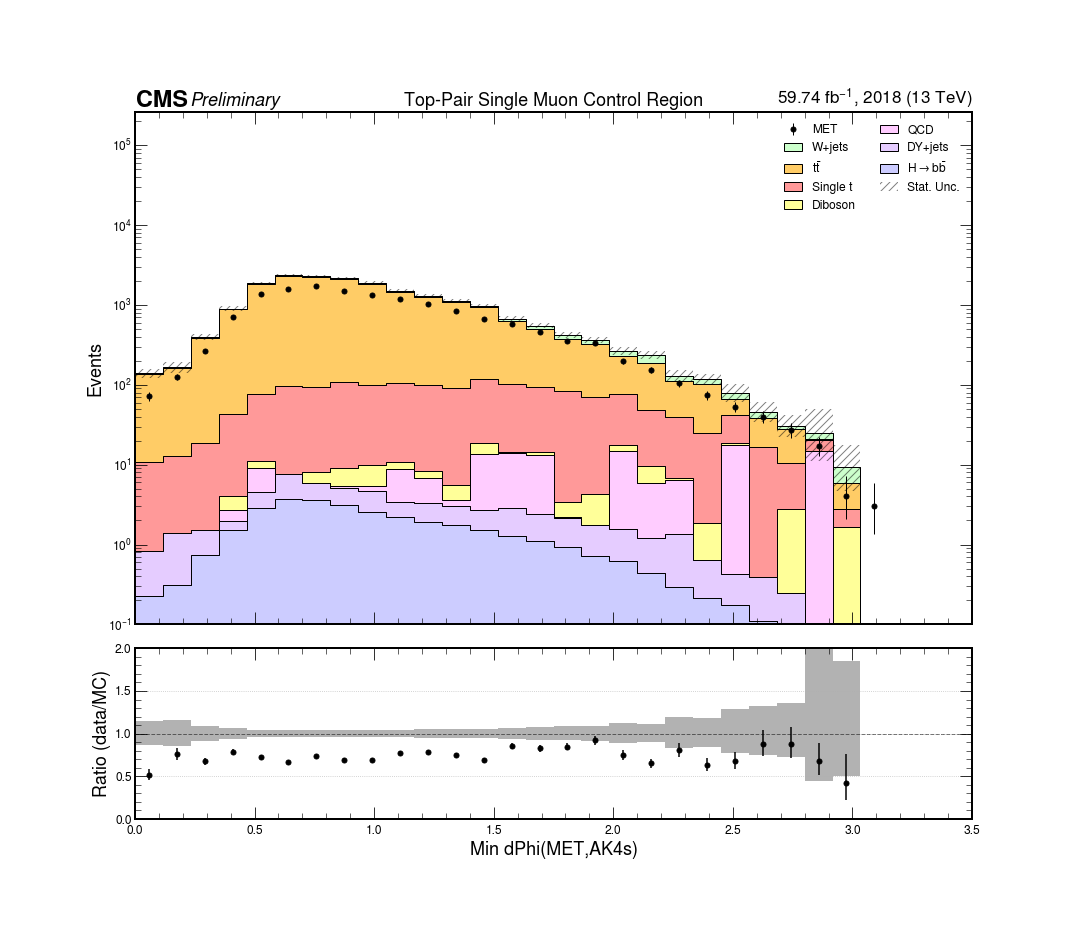 CMS Preliminary Top-Pair Single Muon Control Region 59.74 fb⁻¹, 2018 (13 TeV)
MET QCD
W+jets DY+jets
tt̄ H→bb̄
Single t Stat. Unc.
Diboson
Events
10⁵
10⁴
10³
10²
10¹
10⁰
10⁻¹
Ratio (data/MC)
2.0
1.5
1.0
0.5
0.0
0.0 0.5 1.0 1.5 2.0 2.5 3.0 3.5
Min dPhi(MET,AK4s)